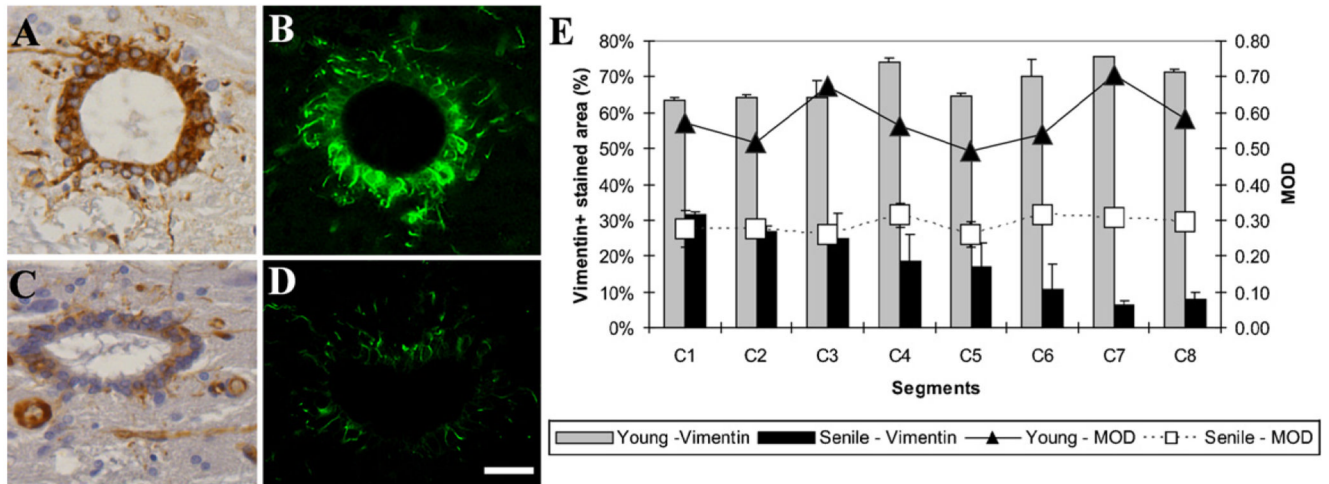 A
B
C
D
E
Vimentin+ stained area (%)
80%
70%
60%
50%
40%
30%
20%
10%
0%
0.80
0.70
0.60
0.50
0.40
0.30
0.20
0.10
0.00
MOD
C1 C2 C3 C4 C5 C6 C7 C8
Segments
Young -Vimentin Senile - Vimentin Young - MOD Senile - MOD